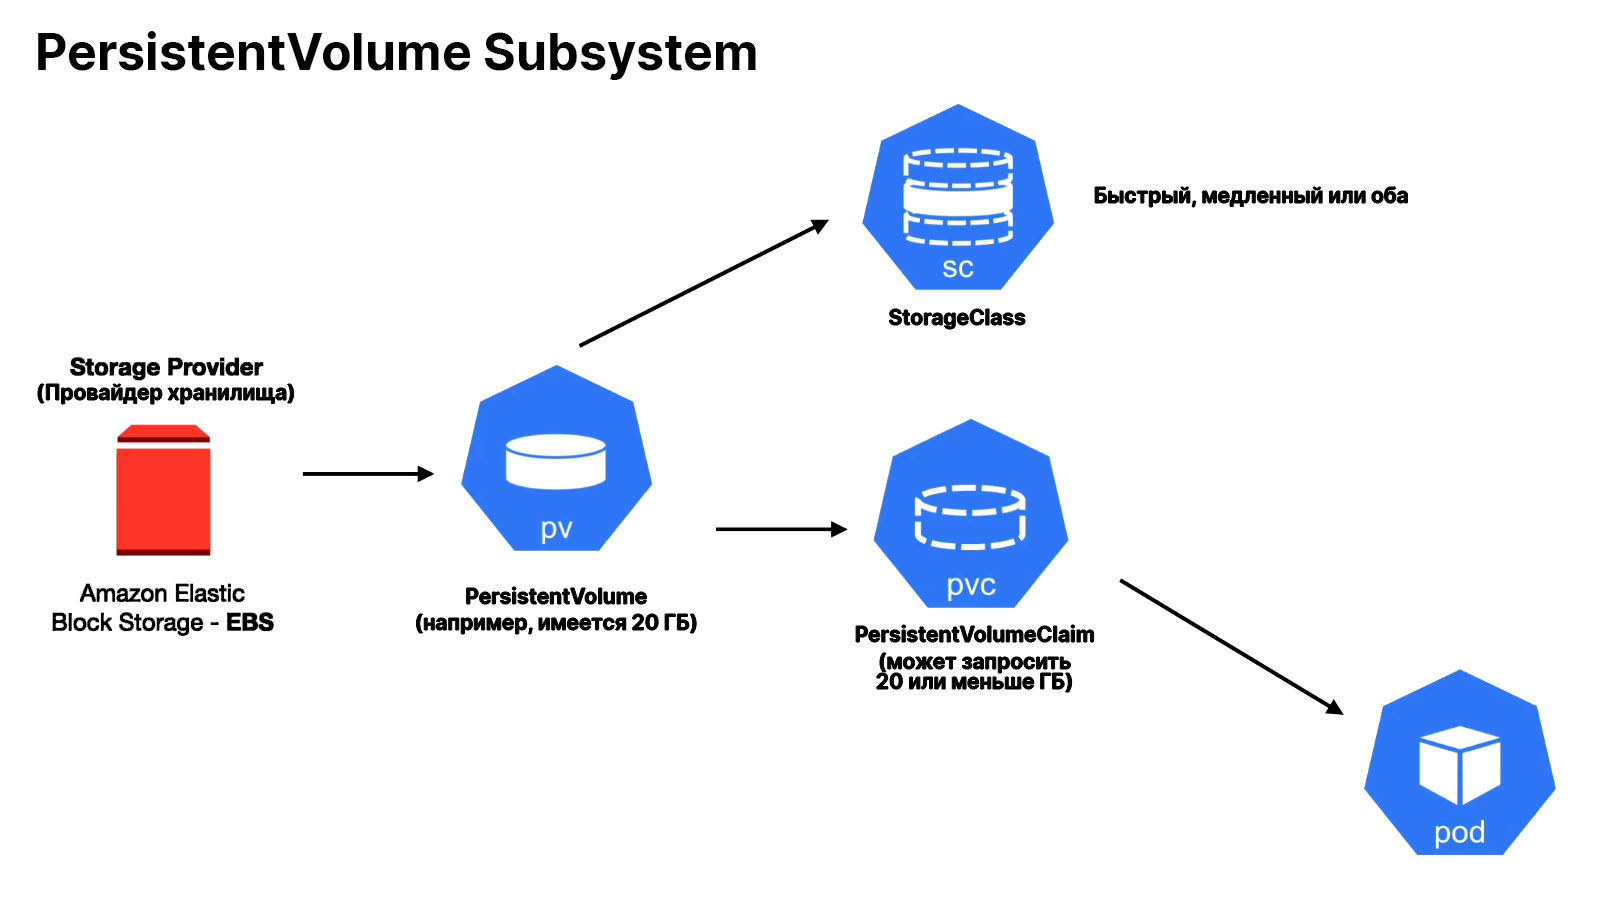 PersistentVolume Subsystem
sc
StorageClass
Быстрый, медленный или оба
Storage Provider
(Провайдер хранилища)
Amazon Elastic
Block Storage - EBS
pv
PersistentVolume
(например, имеется 20 ГБ)
pvc
PersistentVolumeClaim
(может запросить
20 или меньше ГБ)
pod